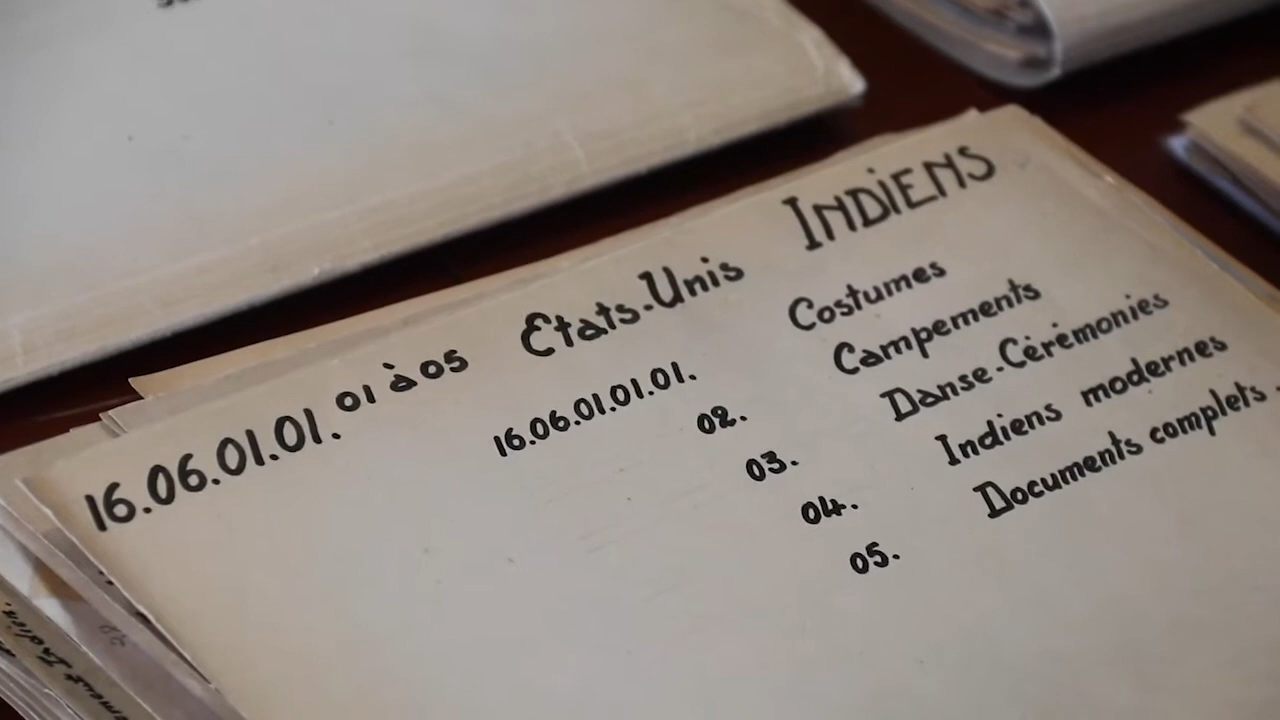 16.06.01.01.01 à 05 Etats-Unis INDiENS
16.06.01.01.01. Costumes
02. Campements
03. Danse-Cérémonies
04. Indiens modernes
05. Documents complets.